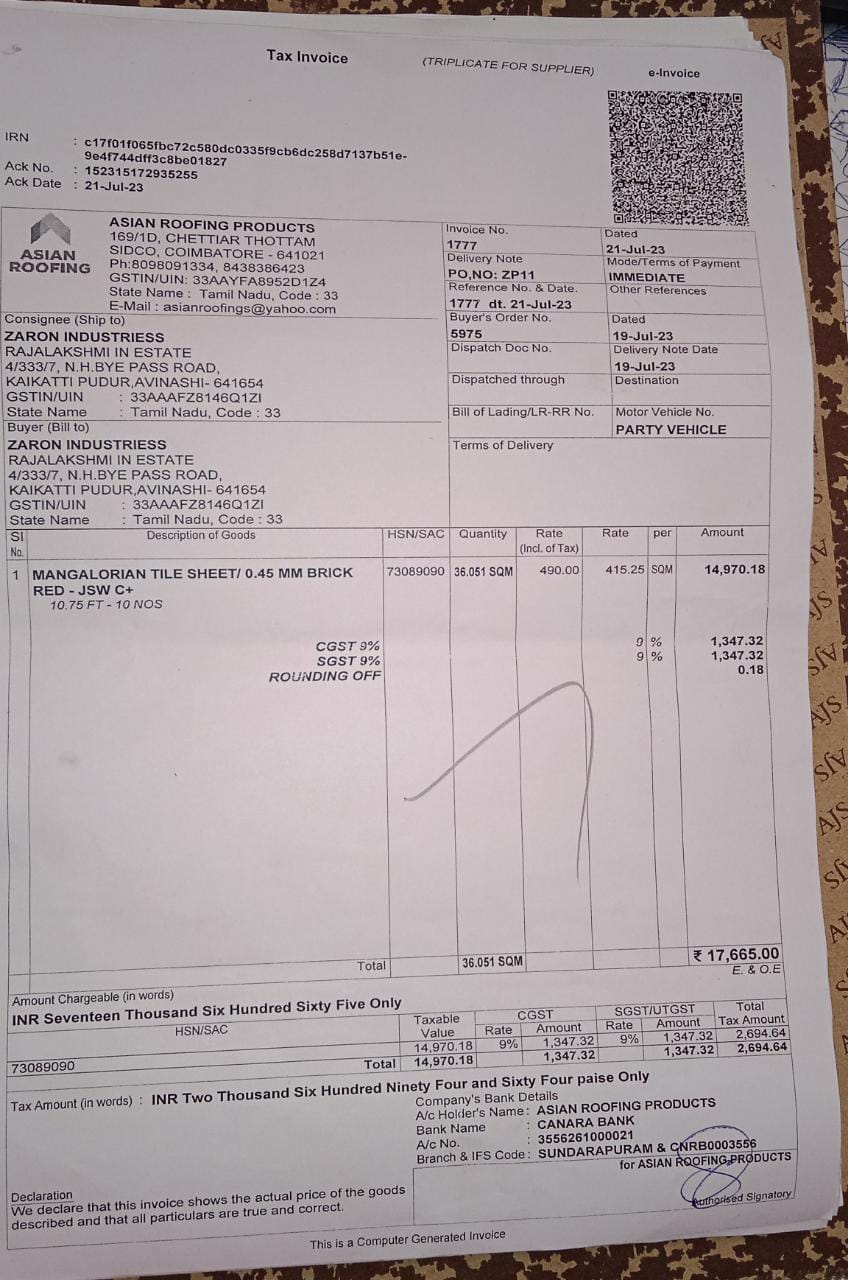 Tax Invoice
(TRIPLICATE FOR SUPPLIER)
e-Invoice
IRN : c17f01f065fbc72c580dc0335f9cb6dc258d7137b51e-
9e4f744dff3c8be01827
Ack No. : 152315172935255
Ack Date : 21-Jul-23
ASIAN
ROOFING
ASIAN ROOFING PRODUCTS
169/1D, CHETTIAR THOTTAM
SIDCO, COIMBATORE - 641021
Ph:8098091334, 8438386423
GSTIN/UIN: 33AAYFA8952D1Z4
State Name : Tamil Nadu, Code : 33
E-Mail : asianroofings@yahoo.com
Invoice No.
1777
Dated
21-Jul-23
Delivery Note
PO,NO: ZP11
Mode/Terms of Payment
IMMEDIATE
Reference No. & Date.
1777 dt. 21-Jul-23
Other References
Buyer's Order No.
5975
Dated
19-Jul-23
Dispatch Doc No.
Delivery Note Date
19-Jul-23
Dispatched through
Destination
Bill of Lading/LR-RR No.
Motor Vehicle No.
PARTY VEHICLE
Terms of Delivery
Consignee (Ship to)
ZARON INDUSTRIESS
RAJALAKSHMI IN ESTATE
4/333/7, N.H.BYE PASS ROAD,
KAIKATTI PUDUR,AVINASHI- 641654
GSTIN/UIN : 33AAAFZ8146Q1ZI
State Name : Tamil Nadu, Code : 33
Buyer (Bill to)
ZARON INDUSTRIESS
RAJALAKSHMI IN ESTATE
4/333/7, N.H.BYE PASS ROAD,
KAIKATTI PUDUR,AVINASHI- 641654
GSTIN/UIN : 33AAAFZ8146Q1ZI
State Name : Tamil Nadu, Code : 33
Sl No. Description of Goods HSN/SAC Quantity Rate (Incl. of Tax) Rate per Amount
1 MANGALORIAN TILE SHEET/ 0.45 MM BRICK 73089090 36.051 SQM 490.00 415.25 SQM 14,970.18
RED - JSW C+
10.75 FT - 10 NOS
CGST 9% 9 % 1,347.32
SGST 9% 9 % 1,347.32
ROUNDING OFF 0.18
Total 36.051 SQM ₹ 17,665.00
E. & O.E
Amount Chargeable (in words)
INR Seventeen Thousand Six Hundred Sixty Five Only
HSN/SAC Taxable Value CGST Rate Amount SGST/UTGST Rate Amount Total Tax Amount
73089090 14,970.18 9% 1,347.32 9% 1,347.32 2,694.64
Total 14,970.18 1,347.32 1,347.32 2,694.64
Tax Amount (in words) : INR Two Thousand Six Hundred Ninety Four and Sixty Four paise Only
Company's Bank Details
A/c Holder's Name : ASIAN ROOFING PRODUCTS
Bank Name : CANARA BANK
A/c No. : 3556261000021
Branch & IFS Code : SUNDARAPURAM & CNRB0003556
for ASIAN ROOFING PRODUCTS
Authorised Signatory
Declaration
We declare that this invoice shows the actual price of the goods
described and that all particulars are true and correct.
This is a Computer Generated Invoice
AJS
AJS
AJS
AJS